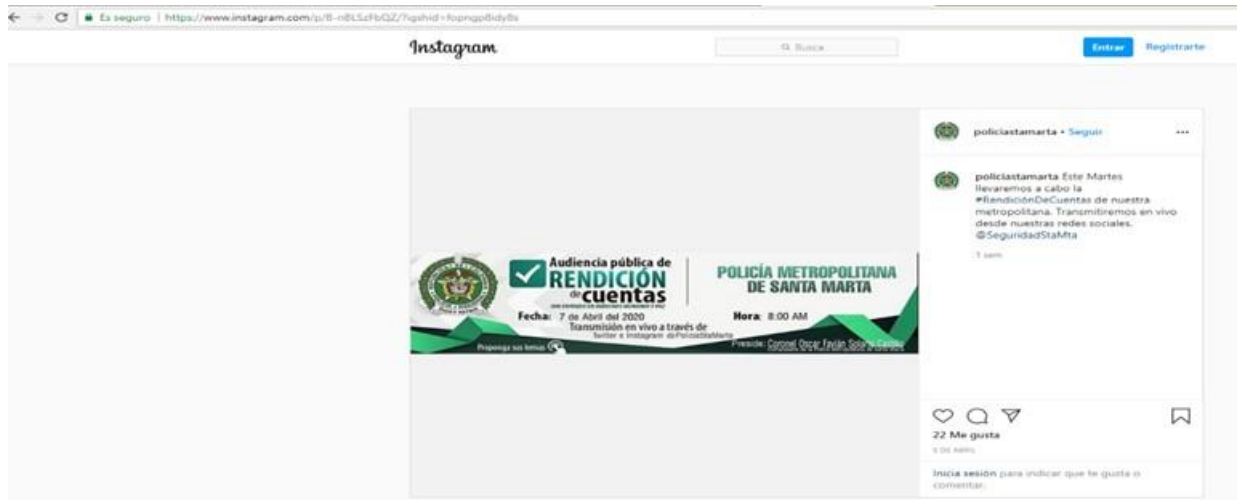 Es seguro | https://www.instagram.com/p/
Instagram
Busca
Entrar
Registrarte
policiastamarta • Seguir
policiastamarta Este Martes
llevaremos a cabo la
#RendiciónDeCuentas de nuestra
metropolitana. Transmitiremos en vivo
desde nuestras redes sociales.
@SeguridadStaMta
1 sem
Audiencia pública de
RENDICIÓN
de cuentas
POLICÍA METROPOLITANA
DE SANTA MARTA
Fecha: 7 de Abril del 2020
Hora: 8:00 AM
Transmisión en vivo a través de
Twitter e Instagram @PoliciaStaMarta
Proponga sus temas
Preside: Coronel Oscar Favián Solarte Castillo
22 Me gusta
DE ABRIL
Inicia sesión para indicar que te gusta o
comentar.